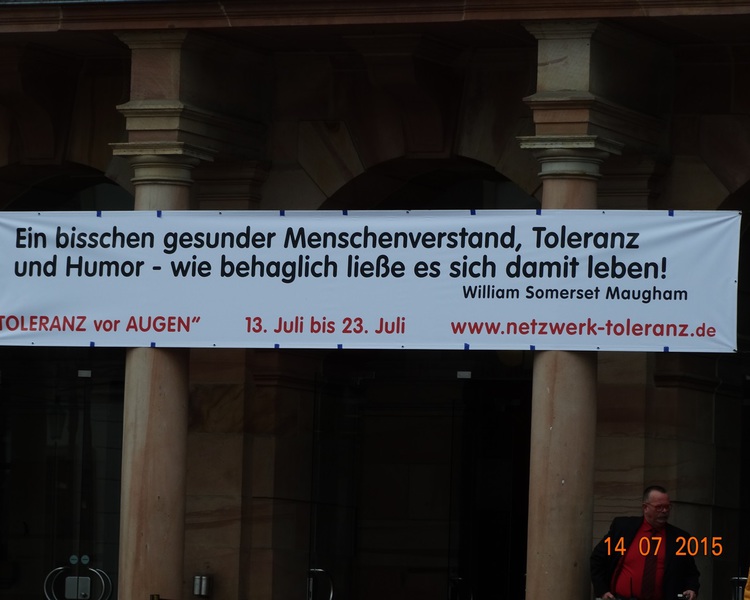 Ein bisschen gesunder Menschenverstand, Toleranz
und Humor - wie behaglich ließe es sich damit leben!
William Somerset Maugham
TOLERANZ vor AUGEN” 13. Juli bis 23. Juli www.netzwerk-toleranz.de
14 07 2015